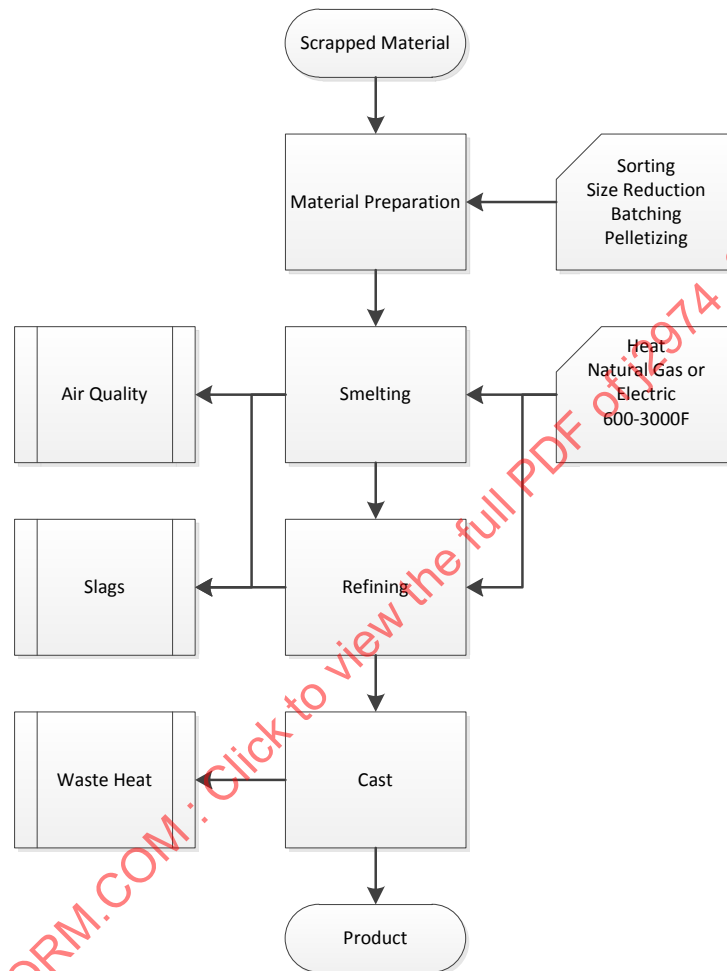 Scrapped Material
Material Preparation
Sorting
Size Reduction
Batching
Pelletizing
Air Quality
Smelting
Heat
Natural Gas or
Electric
600-3000F
Slags
Refining
Waste Heat
Cast
Product
DRM.COM : Click to view the full PDF of j2974